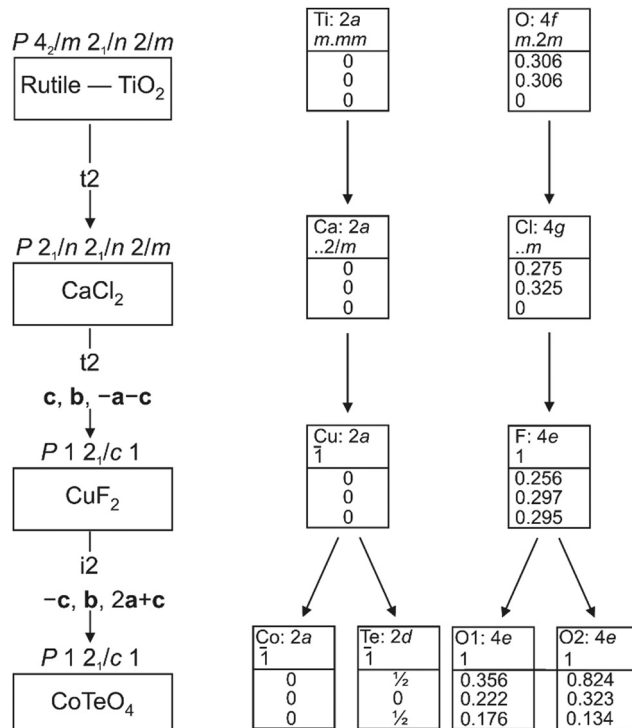 P 4₂/m 2₁/n 2/m
Rutile — TiO₂
Ti: 2a
m.mm
0
0
0
O: 4f
m.2m
0.306
0.306
0
t2
P 2₁/n 2₁/n 2/m
CaCl₂
Ca: 2a
..2/m
0
0
0
Cl: 4g
..m
0.275
0.325
0
t2
c, b, −a−c
P 1 2₁/c 1
CuF₂
Cu: 2a
1̅
0
0
0
F: 4e
1
0.256
0.297
0.295
i2
−c, b, 2a+c
P 1 2₁/c 1
CoTeO₄
Co: 2a
1̅
0
0
0
Te: 2d
1̅
½
0
½
O1: 4e
1
0.356
0.222
0.176
O2: 4e
1
0.824
0.323
0.134